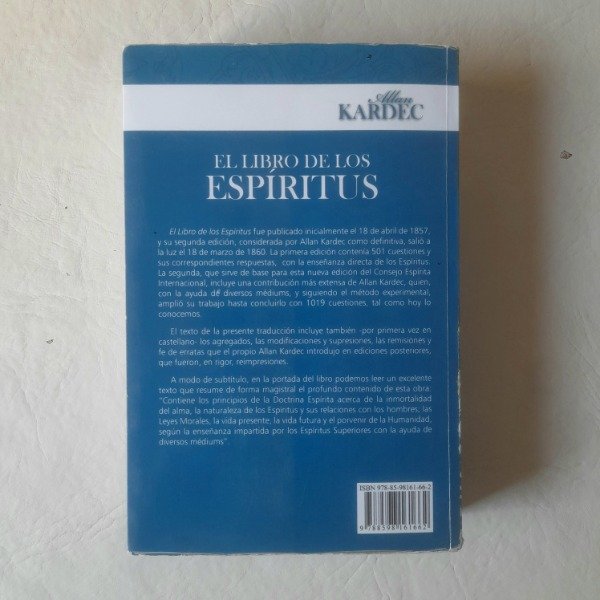 Allan
KARDEC
EL LIBRO DE LOS
ESPÍRITUS
El Libro de los Espíritus fue publicado inicialmente el 18 de abril de 1857,
y su segunda edición, considerada por Allan Kardec como definitiva, salió a
la luz el 18 de marzo de 1860. La primera edición contenía 501 cuestiones y
sus correspondientes respuestas, con la enseñanza directa de los Espíritus.
La segunda, que sirve de base para esta nueva edición del Consejo Espírita
Internacional, incluye una contribución más extensa de Allan Kardec, quien,
con la ayuda de diversos médiums, y siguiendo el método experimental,
amplió su trabajo hasta concluirlo con 1019 cuestiones, tal como hoy lo
conocemos.
El texto de la presente traducción incluye también -por primera vez en
castellano- los agregados, las modificaciones y supresiones, las remisiones y
fe de erratas que el propio Allan Kardec introdujo en ediciones posteriores,
que fueron, en rigor, reimpresiones.
A modo de subtítulo, en la portada del libro podemos leer un excelente
texto que resume de forma magistral el profundo contenido de esta obra:
"Contiene los principios de la Doctrina Espírita acerca de la inmortalidad
del alma, la naturaleza de los Espíritus y sus relaciones con los hombres, las
Leyes Morales, la vida presente, la vida futura y el porvenir de la Humanidad,
según la enseñanza impartida por los Espíritus Superiores con la ayuda de
diversos médiums"
ISBN 978-85-98161-66-2
9 788598 161662